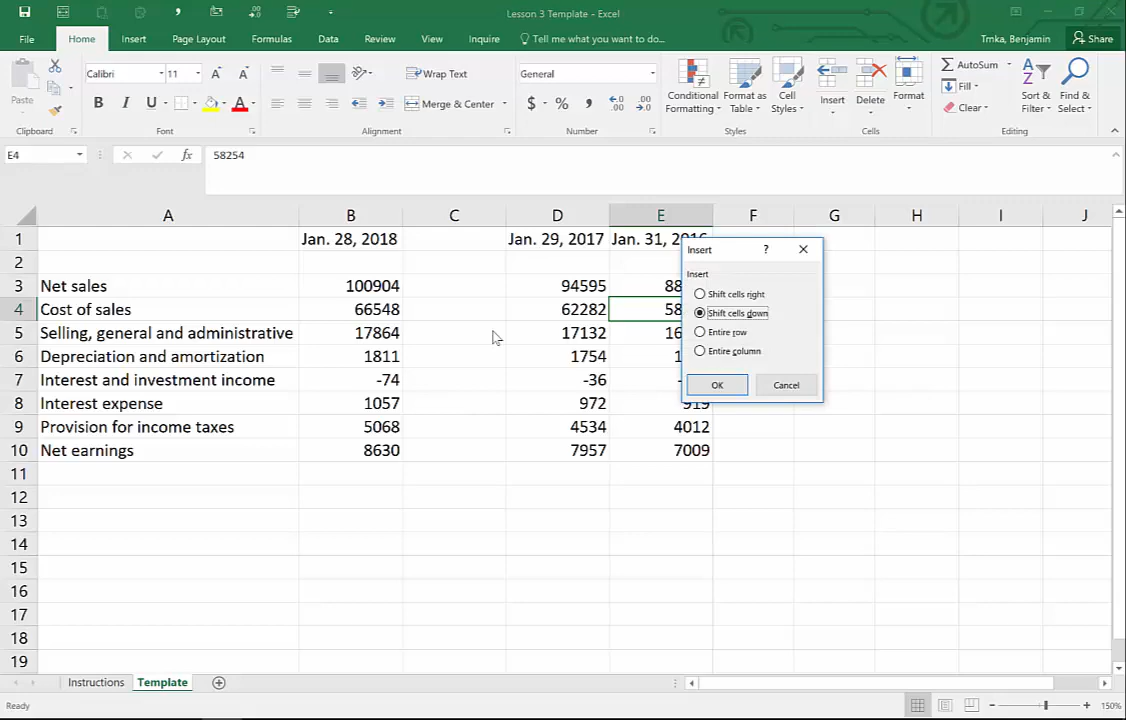 Lesson 3 Template - Excel
File Home Insert Page Layout Formulas Data Review View Inquire Tell me what you want to do... Trnka, Benjamin Share
Paste Calibri 11 Wrap Text General Conditional Formatting Format as Table Cell Styles Insert Delete Format AutoSum Fill Clear Sort & Filter Find & Select
B I U Merge & Center $ %
Clipboard Font Alignment Number Styles Cells Editing
E4 fx 58254
A B C D E F G H I J
1 Jan. 28, 2018 Jan. 29, 2017 Jan. 31,
2
3 Net sales 100904 94595 88
4 Cost of sales 66548 62282 58
5 Selling, general and administrative 17864 17132 16
6 Depreciation and amortization 1811 1754 1
7 Interest and investment income -74 -36 -
8 Interest expense 1057 972 919
9 Provision for income taxes 5068 4534 4012
10 Net earnings 8630 7957 7009
11
12
13
14
15
16
17
18
19
Insert ?
Insert
Shift cells right
Shift cells down
Entire row
Entire column
OK Cancel
Instructions Template
Ready 150%